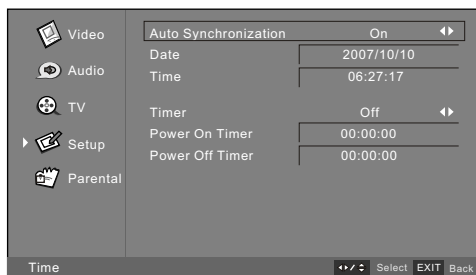 Video
Audio
TV
Setup
Parental
Auto Synchronization On
Date 2007/10/10
Time 06:27:17
Timer Off
Power On Timer 00:00:00
Power Off Timer 00:00:00
Time Select EXIT Back